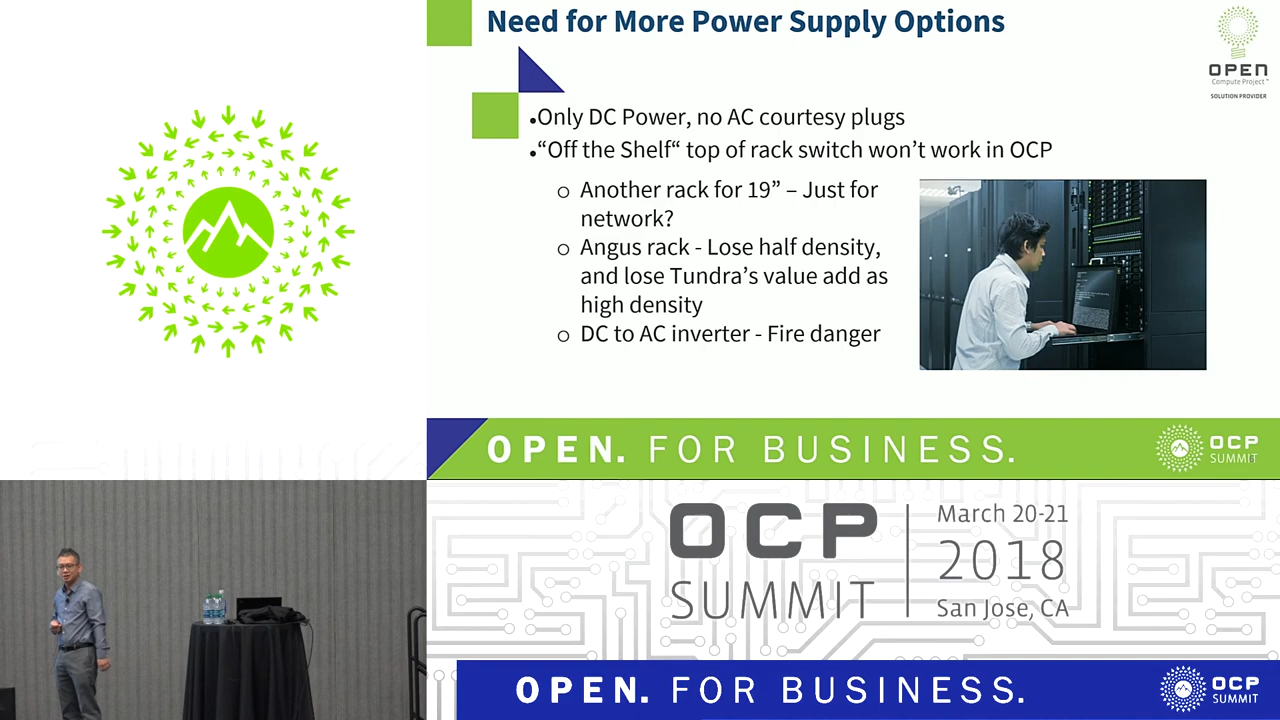 Need for More Power Supply Options
OPEN
Compute Project™
SOLUTION PROVIDER
•Only DC Power, no AC courtesy plugs
•“Off the Shelf“ top of rack switch won’t work in OCP
o Another rack for 19” – Just for
network?
o Angus rack - Lose half density,
and lose Tundra’s value add as
high density
o DC to AC inverter - Fire danger
OPEN. FOR BUSINESS.
OCP
SUMMIT
OCP
SUMMIT
March 20-21
2018
San Jose, CA
OPEN. FOR BUSINESS.
OCP
SUMMIT